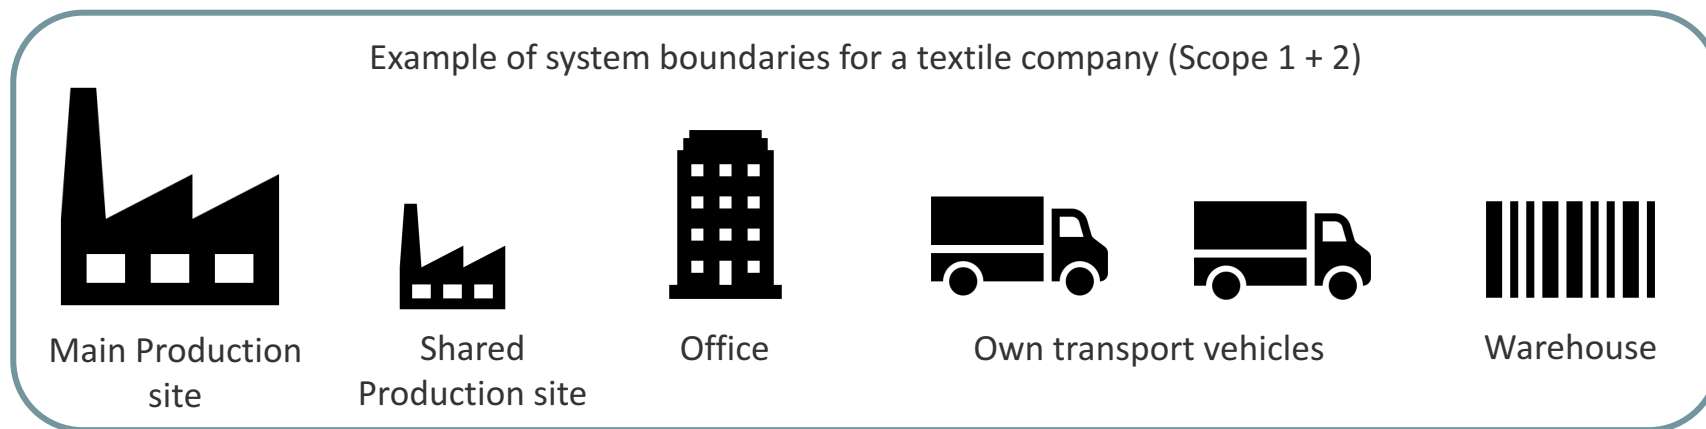 Example of system boundaries for a textile company (Scope 1 + 2)
Main Production
site
Shared
Production site
Office
Own transport vehicles
Warehouse